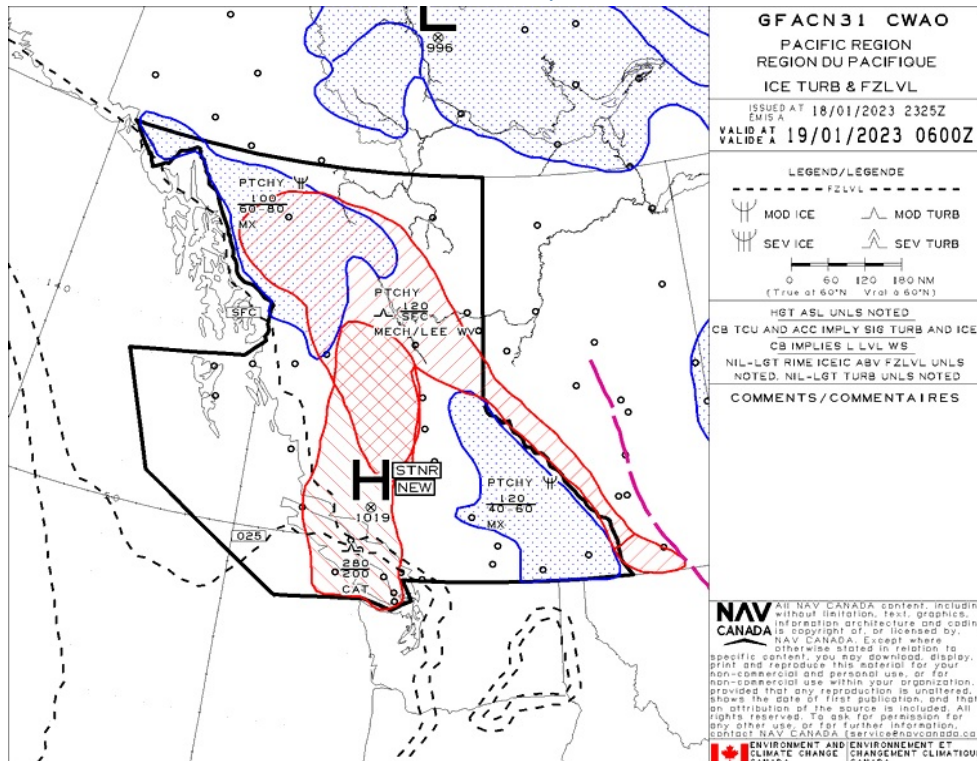 GFACN31 CWAO
PACIFIC REGION
REGION DU PACIFIQUE
ICE TURB & FZLVL
ISSUED AT
EMIS A
18/01/2023 2325Z
VALID AT
VALIDE A
19/01/2023 0600Z
LEGEND/LEGENDE
FZLVL
MOD ICE
MOD TURB
SEV ICE
SEV TURB
0 60 120 180 NM
(True at 60°N Vrai à 60°N)
HGT ASL UNLS NOTED
CB TCU AND ACC IMPLY SIG TURB AND ICE
CB IMPLIES L LVL WS
NIL-LGT RIME ICEIC ABV FZLVL UNLS
NOTED. NIL-LGT TURB UNLS NOTED
COMMENTS/COMMENTAIRES
NAV
CANADA
All NAV CANADA content, includin
without limitation, text, graphics,
information architecture and codin
is copyright of, or licensed by,
NAV CANADA. Except where
otherwise stated in relation to
specific content, you may download, display,
print and reproduce this material for your
non-commercial and personal use, or for
non-commercial use within your organization,
provided that any reproduction is unaltered,
shows the date of first publication, and that
an attribution of the source is included. All
rights reserved. To ask for permission for
any other use, or for further information,
contact NAV CANADA (service@navcanada.ca
ENVIRONMENT AND
CLIMATE CHANGE
ENVIRONNEMENT ET
CHANGEMENT CLIMATIQUE
L
996
PTCHY
100
60-80
MX
140
SFC
PTCHY
120
SFC
MECH/LEE WV
H
STNR
NEW
1019
PTCHY
120
40-60
MX
025
280
200
CAT